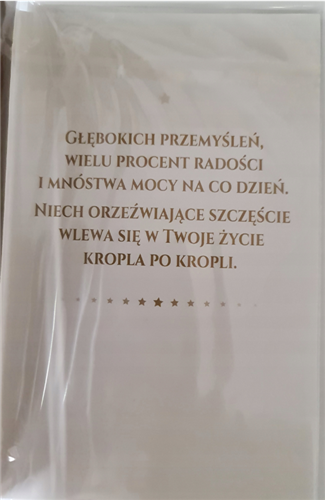 Głębokich przemyśleń,
wielu procent radości
i mnóstwa mocy na co dzień.
Niech orzeźwiające szczęście
wlewa się w Twoje życie
kropla po kropli.